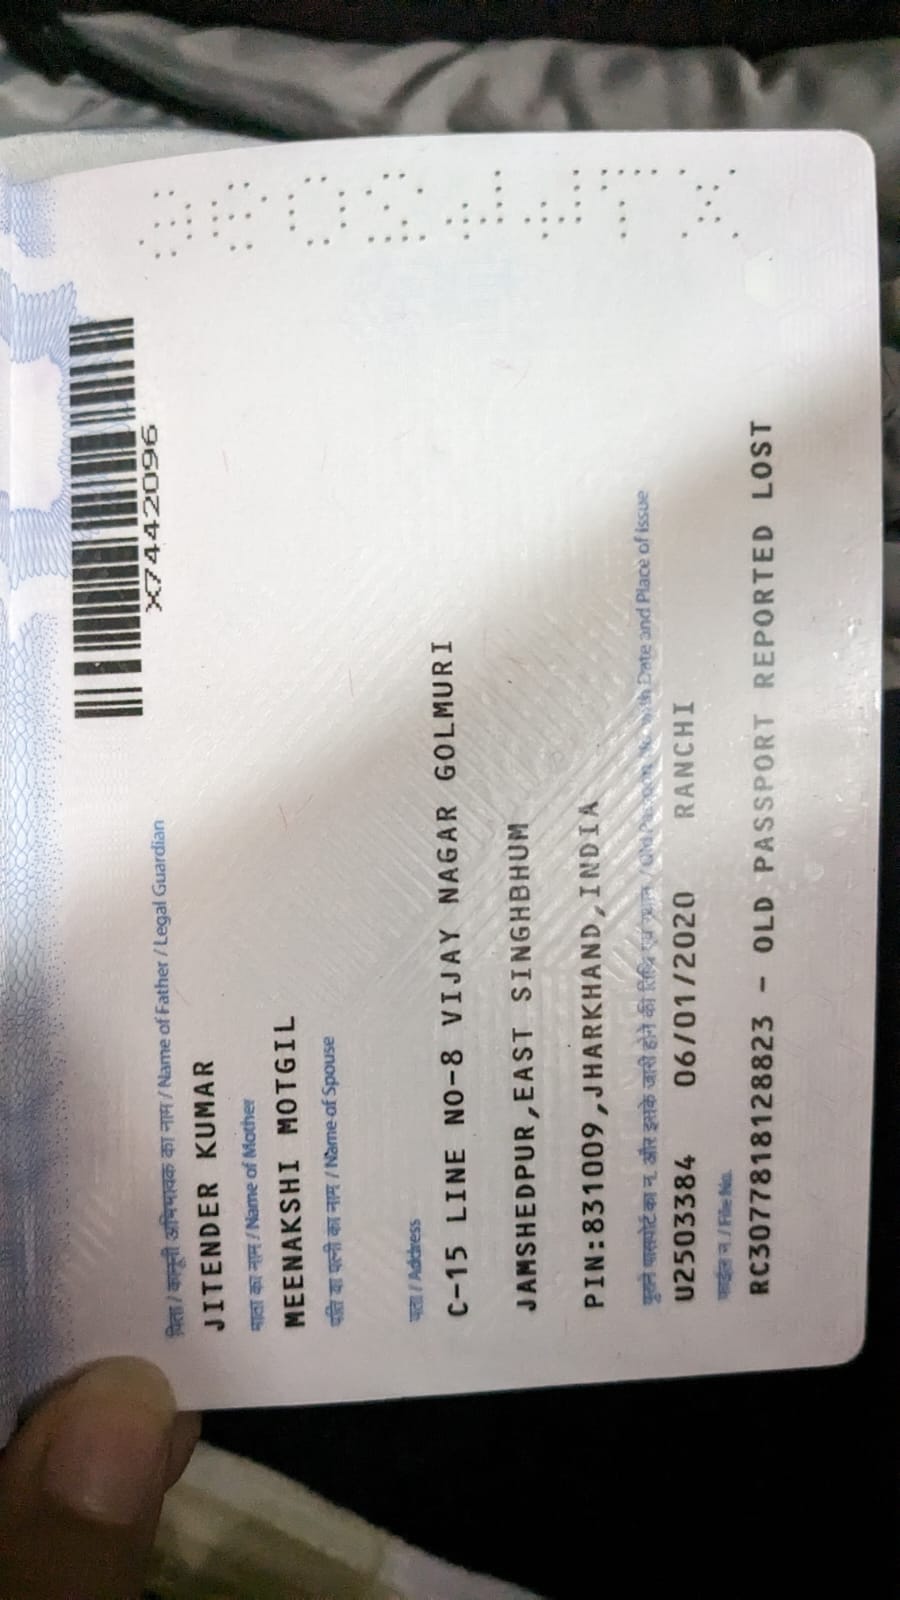 X7442096
पिता / कानूनी अभिभावक का नाम / Name of Father / Legal Guardian
JITENDER KUMAR
माता का नाम / Name of Mother
MEENAKSHI MOTGIL
पति या पत्नी का नाम / Name of Spouse
पता / Address
C-15 LINE NO-8 VIJAY NAGAR GOLMURI
JAMSHEDPUR,EAST SINGHBHUM
PIN:831009,JHARKHAND,INDIA
पुराने पासपोर्ट का न. और इसके जारी होने की तिथि एवं स्थान / Old Passport No. with Date and Place of Issue
U2503384 06/01/2020 RANCHI
फाईल न / File No.
RC3077818128823 - OLD PASSPORT REPORTED LOST
X7442096